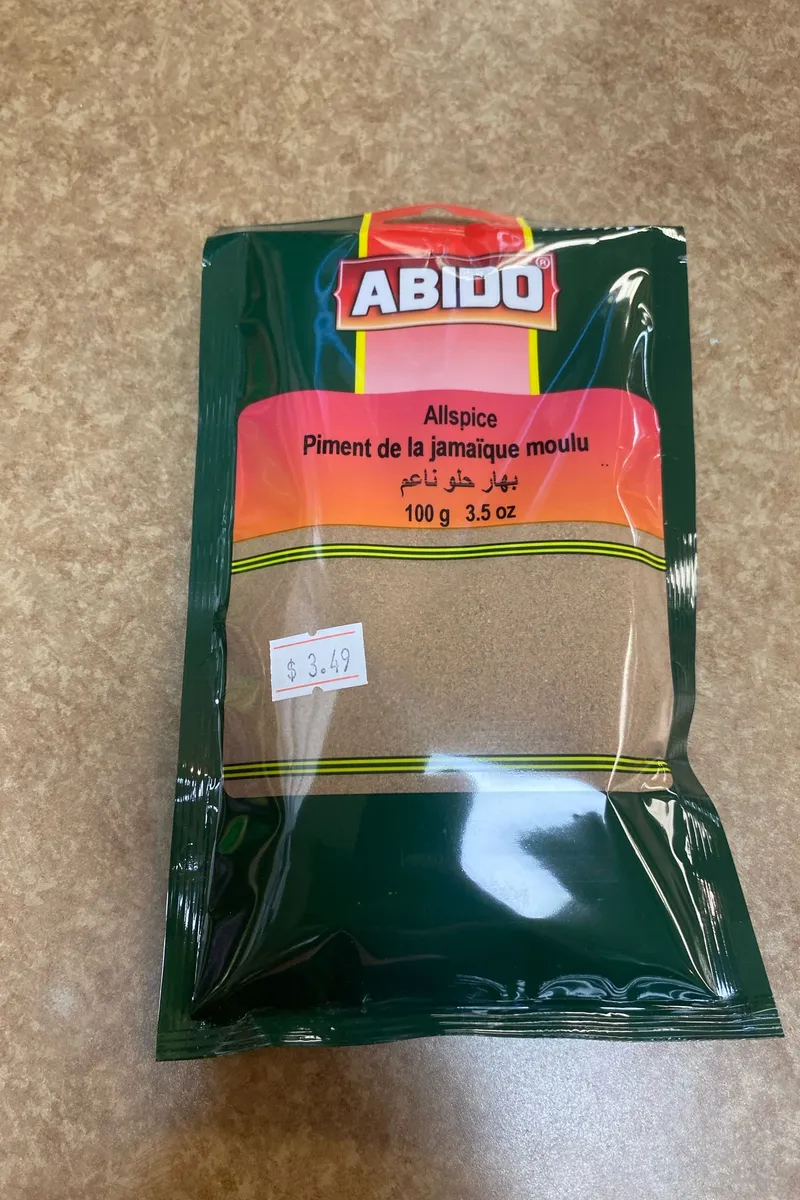 ABIDO®
Allspice
Piment de la jamaïque moulu
بهار حلو ناعم
100 g 3.5 oz
$ 3.49